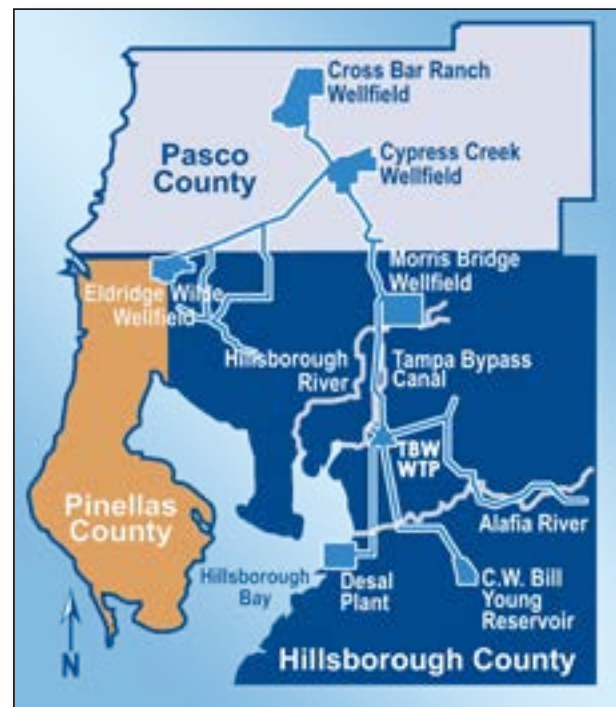 Cross Bar Ranch
Wellfield
Pasco
County
Cypress Creek
Wellfield
Morris Bridge
Wellfield
Eldridge Wilde
Wellfield
Hillsborough
River
Tampa Bypass
Canal
TBW
WTP
Pinellas
County
Alafia River
Hillsborough
Bay
Desal
Plant
C.W. Bill
Young
Reservoir
N
Hillsborough County